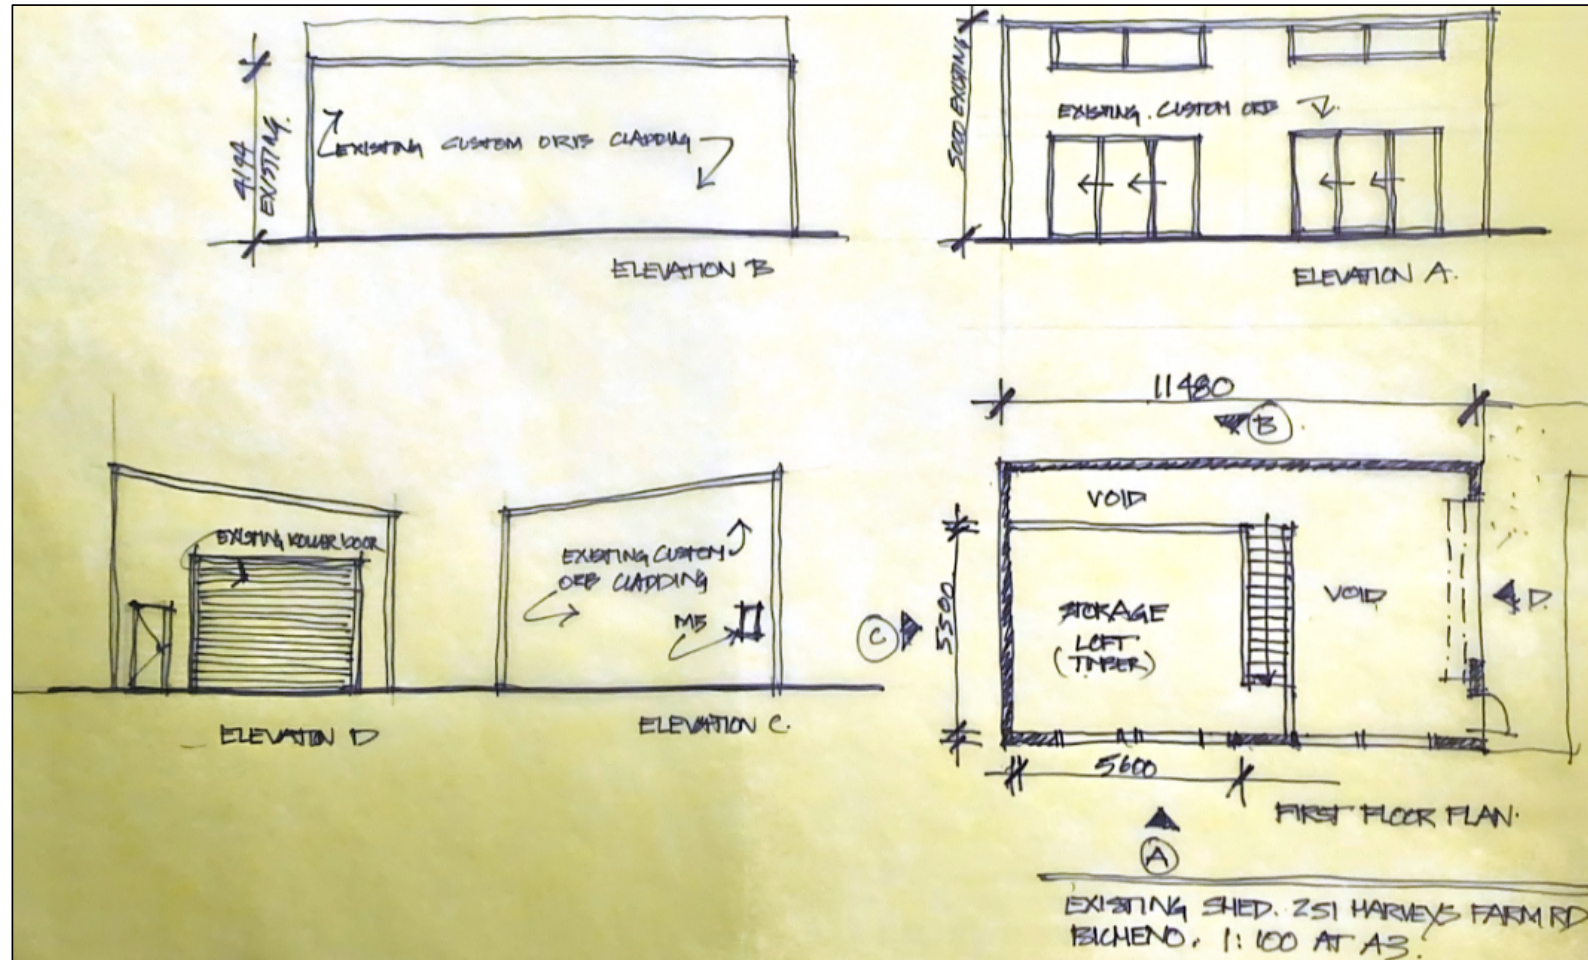 4194
EXISTING.
EXISTING CUSTOM ORB CLADDING
ELEVATION B
5000 EXISTING
EXISTING. CUSTOM ORB
ELEVATION A.
EXISTING ROLLER DOOR
ELEVATION D
EXISTING CUSTOM
ORB CLADDING
MB
ELEVATION C.
11480
B
VOID
C
5500
STORAGE
LOFT
(TIMBER)
VOID
D.
5600
FIRST FLOOR PLAN.
A
EXISTING SHED. 251 HARVEYS FARM RD
BICHENO. 1:100 AT A3.